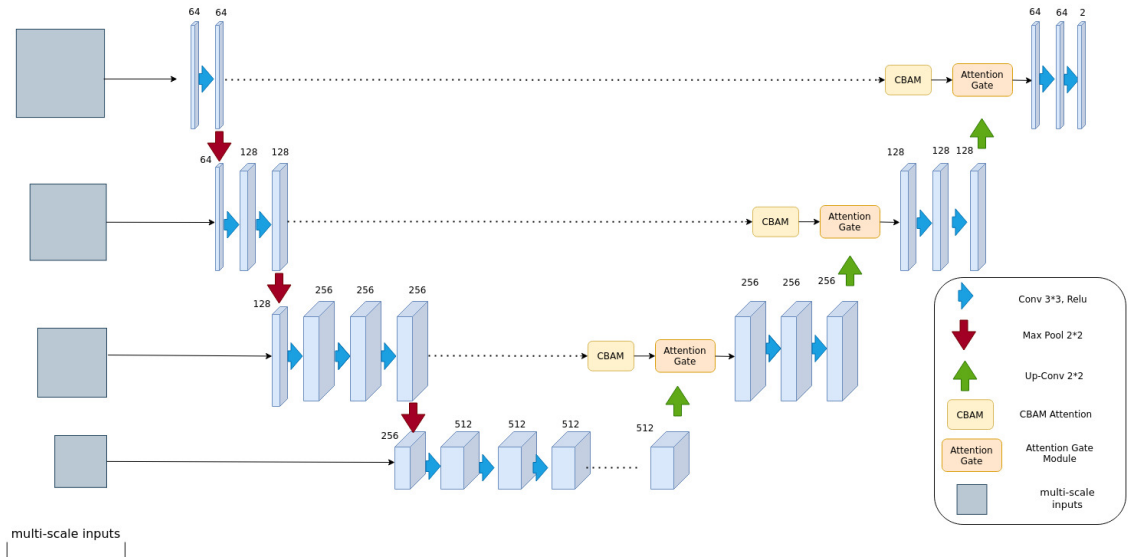 64 64
64 64 2
CBAM
Attention
Gate
64
128 128
128 128 128
CBAM
Attention
Gate
128
256 256 256
256 256 256
CBAM
Attention
Gate
256
512 512 512
512
Conv 3*3, Relu
Max Pool 2*2
Up-Conv 2*2
CBAM
CBAM Attention
Attention
Gate
Attention Gate
Module
multi-scale
inputs
multi-scale inputs